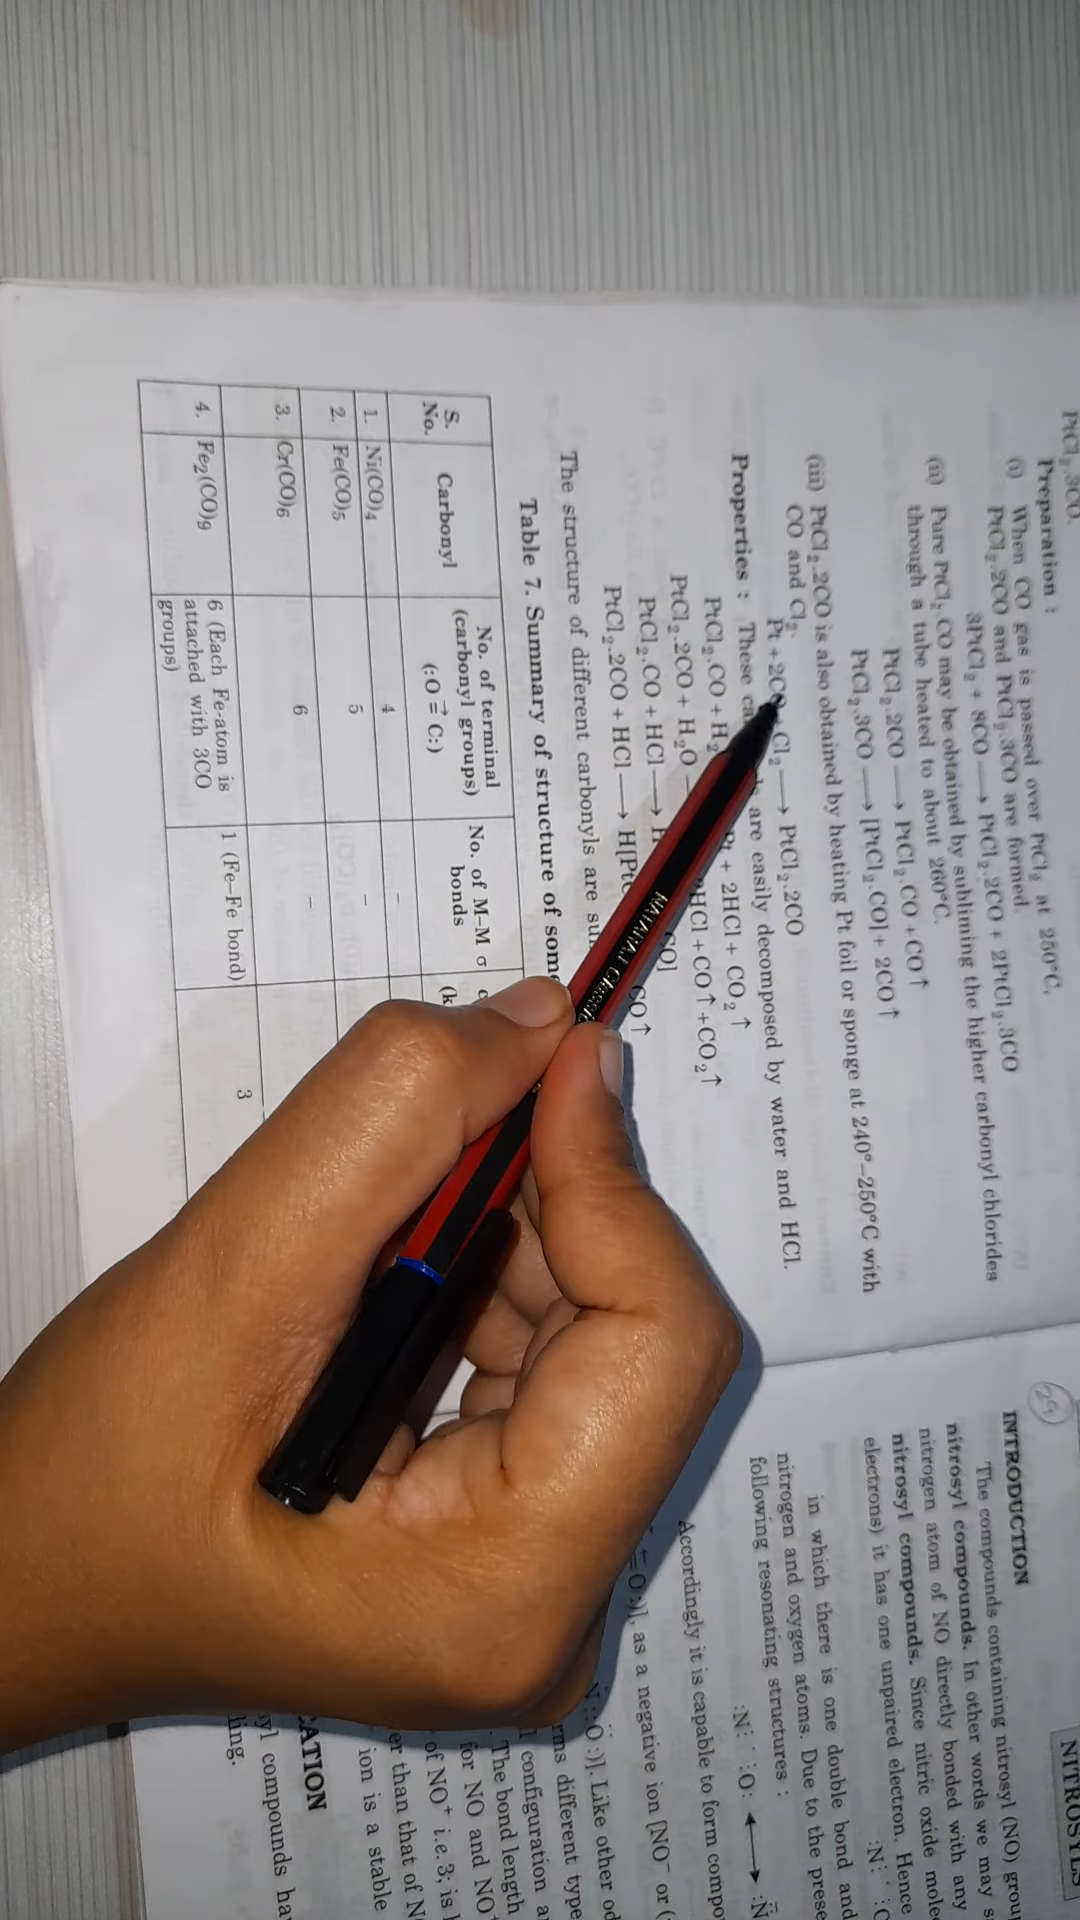 PtCl₂.3CO.
Preparation :
(i) When CO gas is passed over PtCl₂ at 250°C.
PtCl₂.2CO and PtCl₂.3CO are formed.
3PtCl₂ + 8CO ⟶ PtCl₂.2CO + 2PtCl₂.3CO
(ii) Pure PtCl₂.CO may be obtained by subliming the higher carbonyl chlorides
through a tube heated to about 260°C.
PtCl₂.2CO ⟶ PtCl₂.CO + CO↑
PtCl₂.3CO ⟶ [PtCl₂.CO] + 2CO↑
(iii) PtCl₂.2CO is also obtained by heating Pt foil or sponge at 240°–250°C with
CO and Cl₂.
Pt + 2CO + Cl₂ ⟶ PtCl₂.2CO
Properties : These are easily decomposed by water and HCl.
PtCl₂.CO + H₂ Pt + 2HCl + CO₂↑
PtCl₂.2CO + H₂O HCl + CO↑ + CO₂↑
PtCl₂.CO + HCl ⟶ CO]
PtCl₂.2CO + HCl ⟶ H[Pt CO↑
The structure of different carbonyls are
Table 7. Summary of structure of some
S. No. Carbonyl No. of terminal (carbonyl groups) (:O ≡ C:) No. of M–M σ bonds
1. Ni(CO)₄ 4 –
2. Fe(CO)₅ 5 –
3. Cr(CO)₆ 6 –
4. Fe₂(CO)₉ 6 (Each Fe-atom is attached with 3CO groups) 1 (Fe–Fe bond) 3
NATARAJ Classic
29
NITROSYLS
INTRODUCTION
The compounds containing nitrosyl (NO)
nitrosyl compounds. In other words we may
nitrogen atom of NO directly bonded with any
nitrosyl compounds. Since nitric oxide
electrons) it has one unpaired electron. Hence
:N
in which there is one double bond and
nitrogen and oxygen atoms. Due to the
following resonating structures :
:N : O: ⟷ :N
Accordingly it is capable to form
O:)], as a negative ion [NO⁻ or
O:)]. Like other
different
configuration
The bond length
for NO and NO⁺
of NO⁺ i.e. 3; is
than that of
ion is a stable
compounds